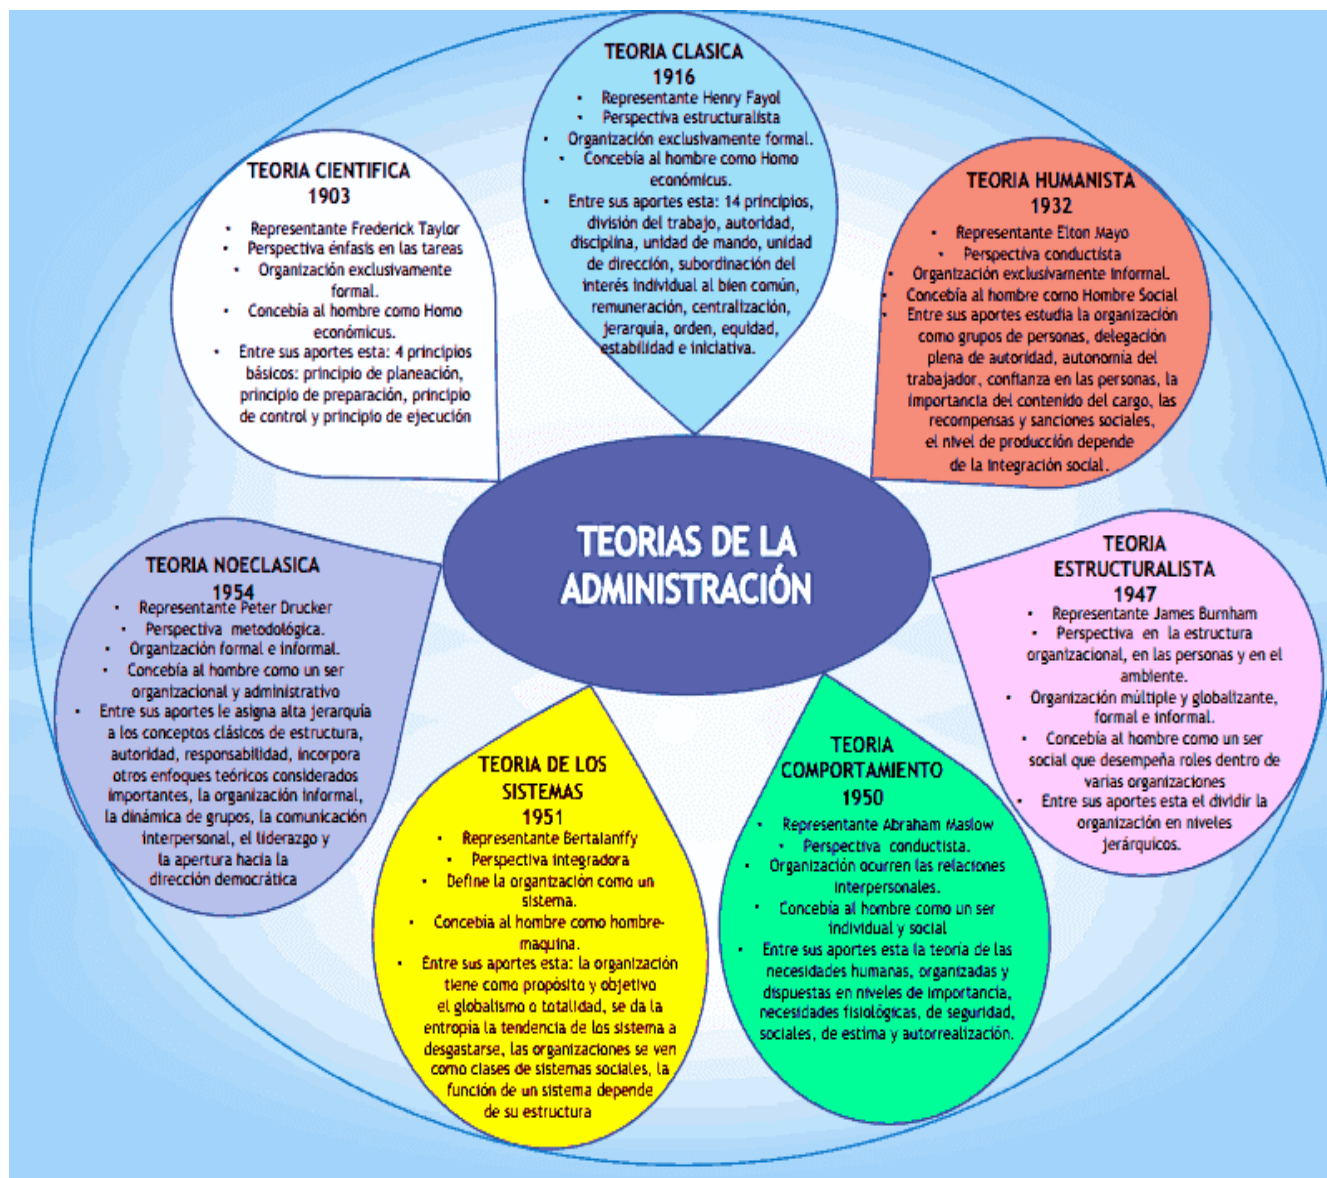 TEORIA CLASICA
1916
• Representante Henry Fayol
• Perspectiva estructuralista
• Organización exclusivamente formal.
• Concebía al hombre como Homo
económicus.
• Entre sus aportes esta: 14 principios,
división del trabajo, autoridad,
disciplina, unidad de mando, unidad
de dirección, subordinación del
interés individual al bien común,
remuneración, centralización,
jerarquía, orden, equidad,
estabilidad e iniciativa.
TEORIA CIENTIFICA
1903
• Representante Frederick Taylor
• Perspectiva énfasis en las tareas
• Organización exclusivamente
formal.
• Concebía al hombre como Homo
económicus.
• Entre sus aportes esta: 4 principios
básicos: principio de planeación,
principio de preparación, principio
de control y principio de ejecución
TEORIA HUMANISTA
1932
• Representante Elton Mayo
• Perspectiva conductista
• Organización exclusivamente informal.
• Concebía al hombre como Hombre Social
• Entre sus aportes estudia la organización
como grupos de personas, delegación
plena de autoridad, autonomía del
trabajador, confianza en las personas, la
importancia del contenido del cargo, las
recompensas y sanciones sociales,
el nivel de producción depende
de la integración social.
TEORIAS DE LA
ADMINISTRACIÓN
TEORIA NOECLASICA
1954
• Representante Peter Drucker
• Perspectiva metodológica.
• Organización formal e informal.
• Concebía al hombre como un ser
organizacional y administrativo
• Entre sus aportes le asigna alta jerarquía
a los conceptos clásicos de estructura,
autoridad, responsabilidad, incorpora
otros enfoques teóricos considerados
importantes, la organización informal,
la dinámica de grupos, la comunicación
interpersonal, el liderazgo y
la apertura hacia la
dirección democrática
TEORIA
ESTRUCTURALISTA
1947
• Representante James Burnham
• Perspectiva en la estructura
organizacional, en las personas y en el
ambiente.
• Organización múltiple y globalizante,
formal e informal.
• Concebía al hombre como un ser
social que desempeña roles dentro de
varias organizaciones
• Entre sus aportes esta el dividir la
organización en niveles
jerárquicos.
TEORIA DE LOS
SISTEMAS
1951
• Representante Bertalanffy
• Perspectiva integradora
• Define la organización como un
sistema.
• Concebía al hombre como hombre-
maquina.
• Entre sus aportes esta: la organización
tiene como propósito y objetivo
el globalismo o totalidad, se da la
entropía la tendencia de los sistema a
desgastarse, las organizaciones se ven
como clases de sistemas sociales, la
función de un sistema depende
de su estructura
TEORIA
COMPORTAMIENTO
1950
• Representante Abraham Maslow
• Perspectiva conductista.
• Organización ocurren las relaciones
interpersonales.
• Concebía al hombre como un ser
individual y social
• Entre sus aportes esta la teoría de las
necesidades humanas, organizadas y
dispuestas en niveles de importancia,
necesidades fisiológicas, de seguridad,
sociales, de estima y autorrealización.